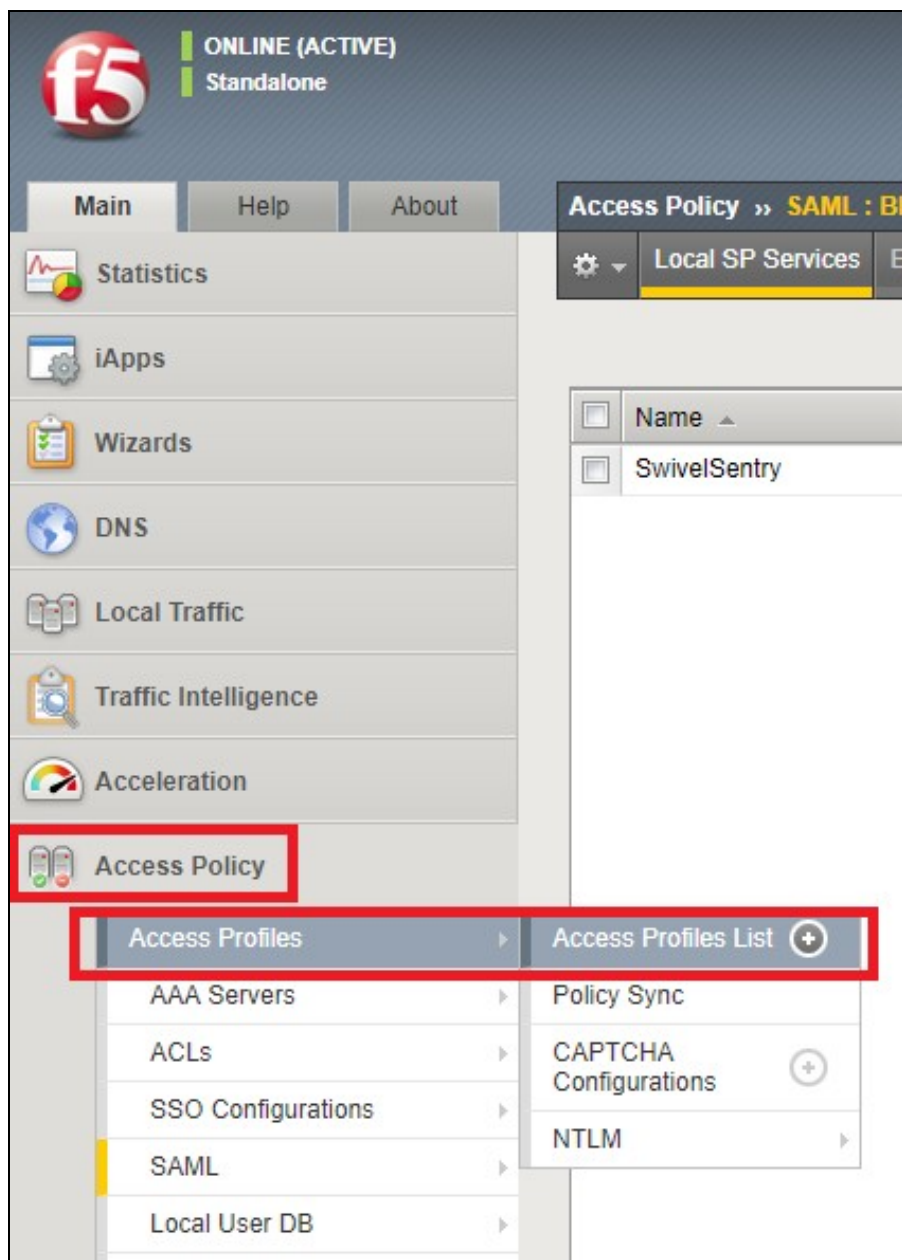 f5
ONLINE (ACTIVE)
Standalone
Main Help About
Access Policy ›› SAML :
Local SP Services
Statistics
iApps
Wizards
DNS
Local Traffic
Traffic Intelligence
Acceleration
Access Policy
Name
SwivelSentry
Access Profiles
AAA Servers
ACLs
SSO Configurations
SAML
Local User DB
Access Profiles List
Policy Sync
CAPTCHA
Configurations
NTLM